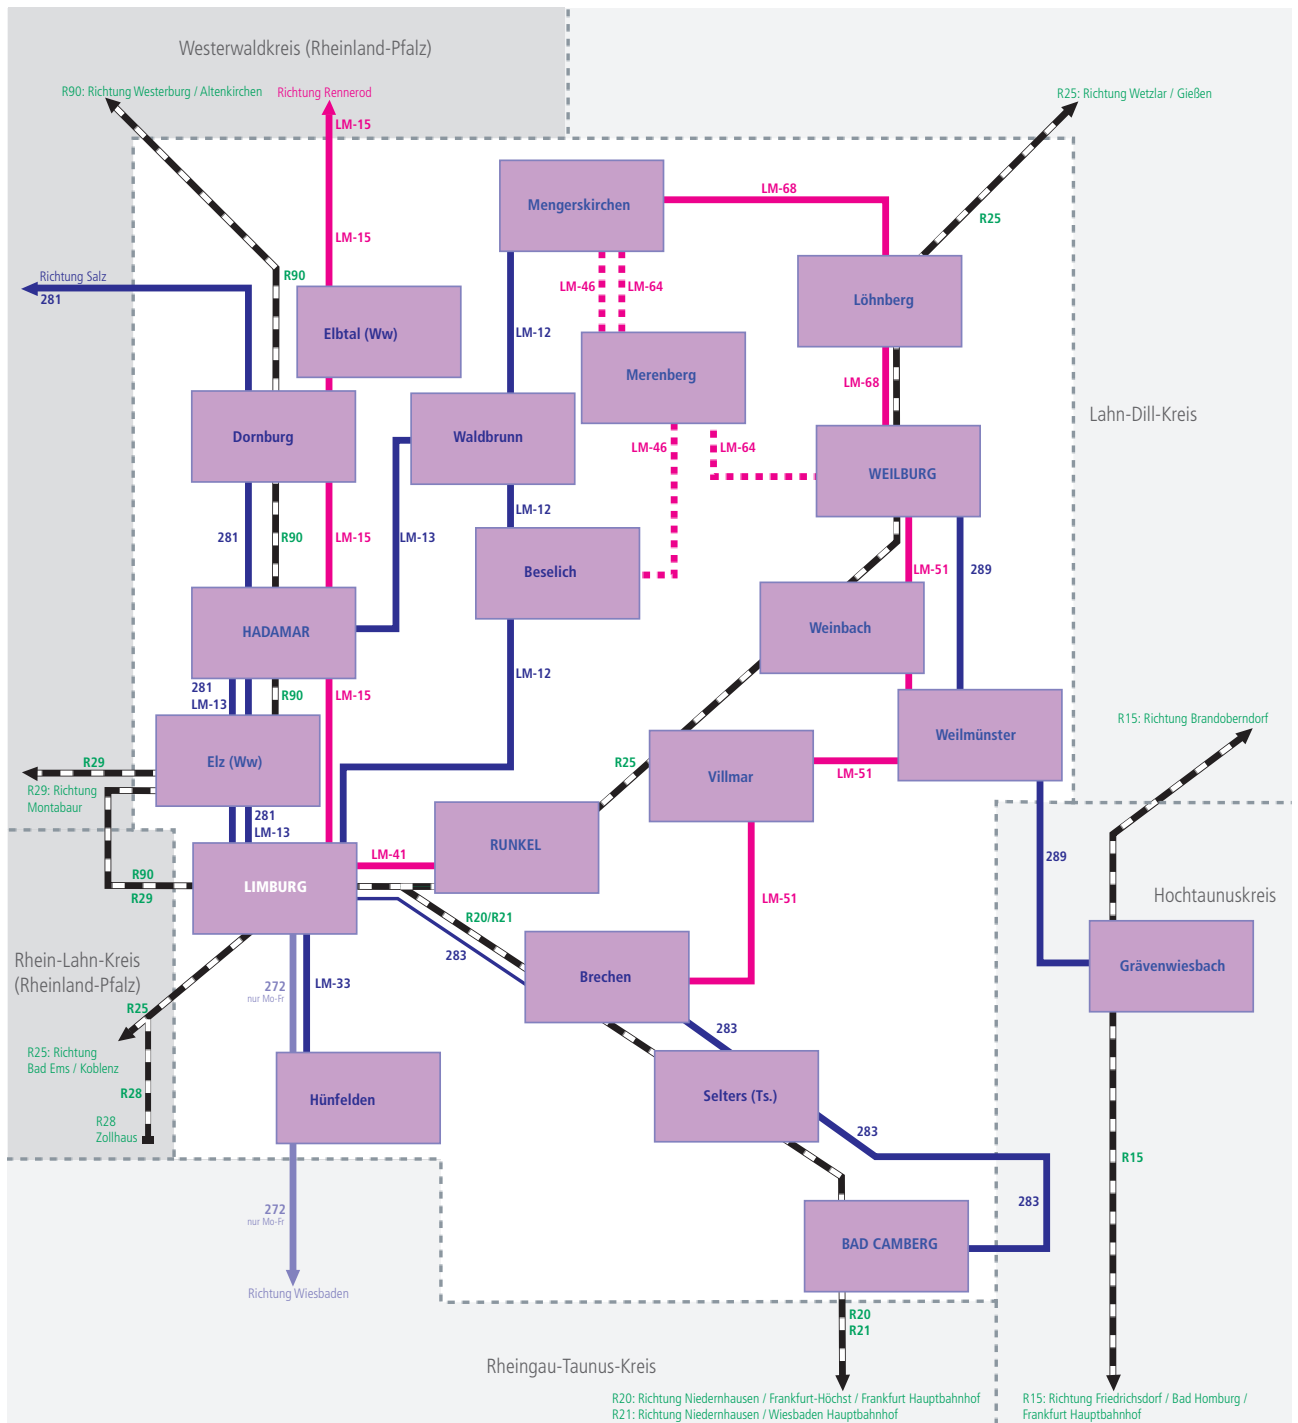 Westerwaldkreis (Rheinland-Pfalz)
R90: Richtung Westerburg / Altenkirchen
Richtung Rennerod
R25: Richtung Wetzlar / Gießen
LM-15
Mengerskirchen
LM-68
R25
LM-15
R90
Richtung Salz
281
LM-46
LM-64
Löhnberg
Elbtal (Ww)
LM-12
Merenberg
LM-68
Lahn-Dill-Kreis
Dornburg
Waldbrunn
LM-46
LM-64
WEILBURG
LM-12
281
R90
LM-15
LM-13
Beselich
LM-51
289
HADAMAR
Weinbach
LM-12
281
LM-13
R90
LM-15
R15: Richtung Brandoberndorf
Weilmünster
Elz (Ww)
R29
R25
Villmar
LM-51
R29: Richtung
Montabaur
281
LM-13
RUNKEL
LM-41
289
R90
R29
LIMBURG
Hochtaunuskreis
LM-51
R20/R21
283
Rhein-Lahn-Kreis
(Rheinland-Pfalz)
Brechen
Grävenwiesbach
272
nur Mo-Fr
LM-33
R25
283
R25: Richtung
Bad Ems / Koblenz
R28
Hünfelden
Selters (Ts.)
R28
Zollhaus
283
R15
283
272
nur Mo-Fr
BAD CAMBERG
Richtung Wiesbaden
R20
R21
Rheingau-Taunus-Kreis
R20: Richtung Niedernhausen / Frankfurt-Höchst / Frankfurt Hauptbahnhof
R21: Richtung Niedernhausen / Wiesbaden Hauptbahnhof
R15: Richtung Friedrichsdorf / Bad Homburg /
Frankfurt Hauptbahnhof